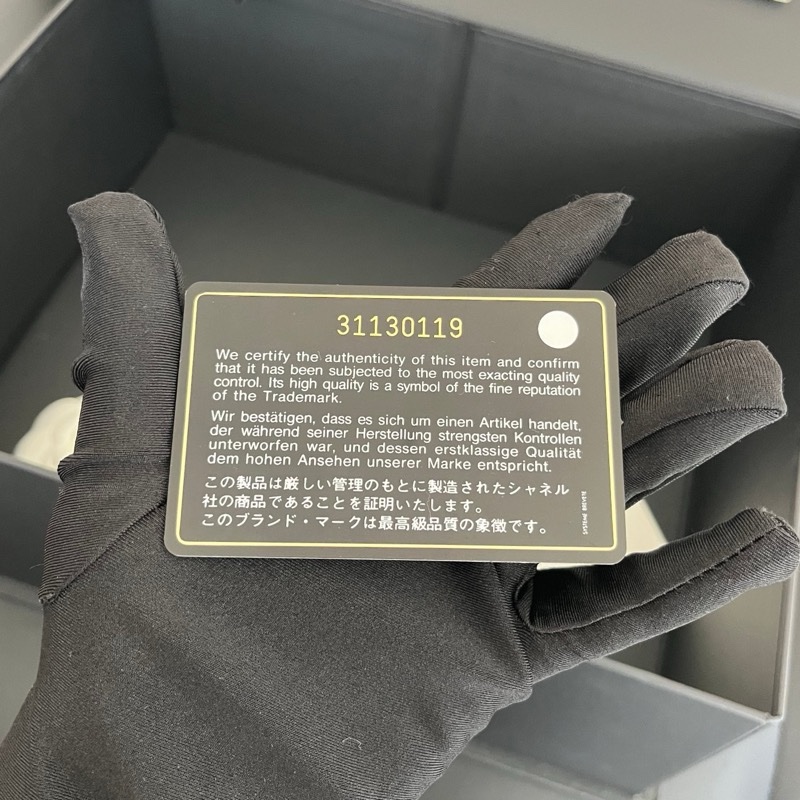 31130119
We certify the authenticity of this item and confirm
that it has been subjected to the most exacting quality
control. Its high quality is a symbol of the fine reputation
of the Trademark.
Wir bestätigen, dass es sich um einen Artikel handelt,
der während seiner Herstellung strengsten Kontrollen
unterworfen war, und dessen erstklassige Qualität
dem hohen Ansehen unserer Marke entspricht.
この製品は厳しい管理のもとに製造されたシャネル
社の商品であることを証明いたします。
このブランド・マークは最高級品質の象徴です。
SYSTEME BREVETE